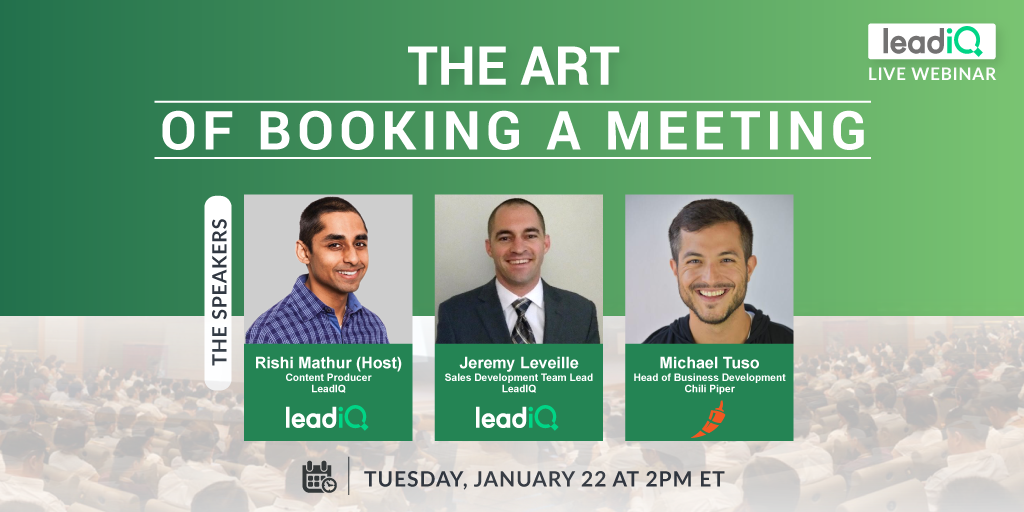 leadiQ
LIVE WEBINAR
THE ART
OF BOOKING A MEETING
THE SPEAKERS
Rishi Mathur (Host)
Content Producer
LeadIQ
leadiQ
Jeremy Leveille
Sales Development Team Lead
LeadIQ
leadiQ
Michael Tuso
Head of Business Development
Chili Piper
TUESDAY, JANUARY 22 AT 2PM ET